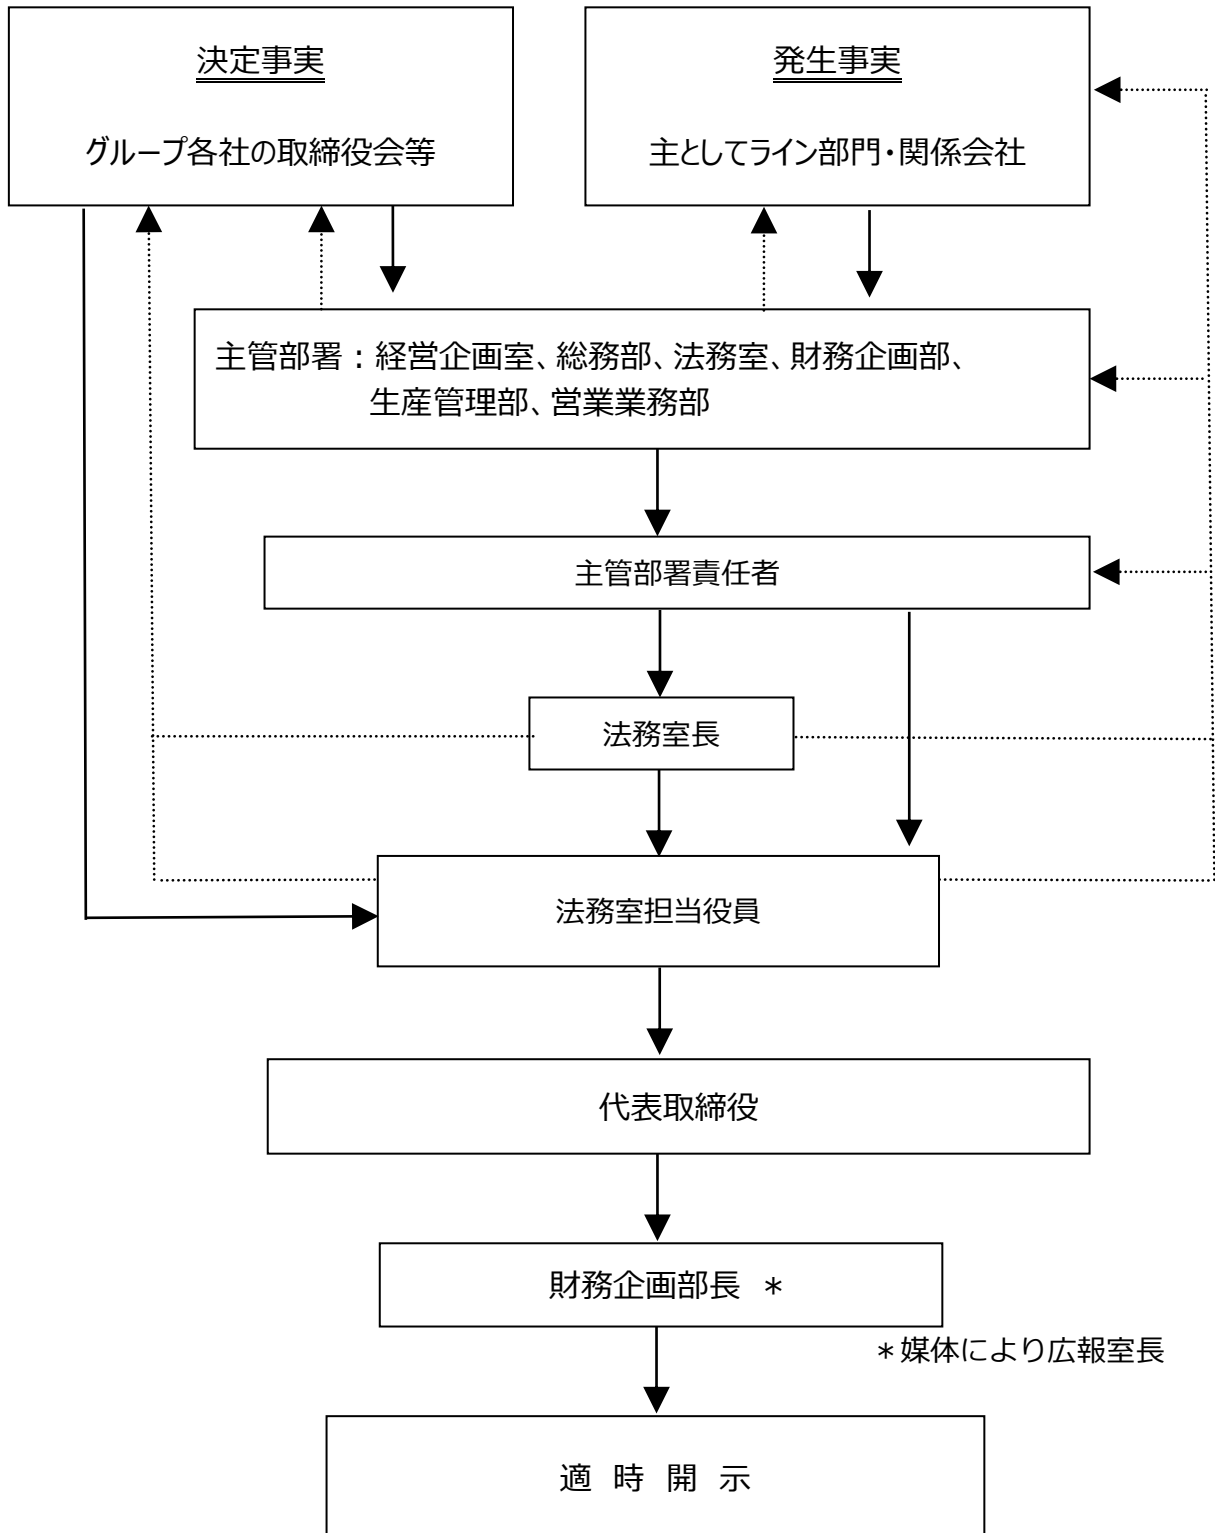 決定事実
グループ各社の取締役会等
発生事実
主としてライン部門・関係会社
主管部署：経営企画室、総務部、法務室、財務企画部、
生産管理部、営業業務部
主管部署責任者
法務室長
法務室担当役員
代表取締役
財務企画部長 ＊
＊媒体により広報室長
適 時 開 示